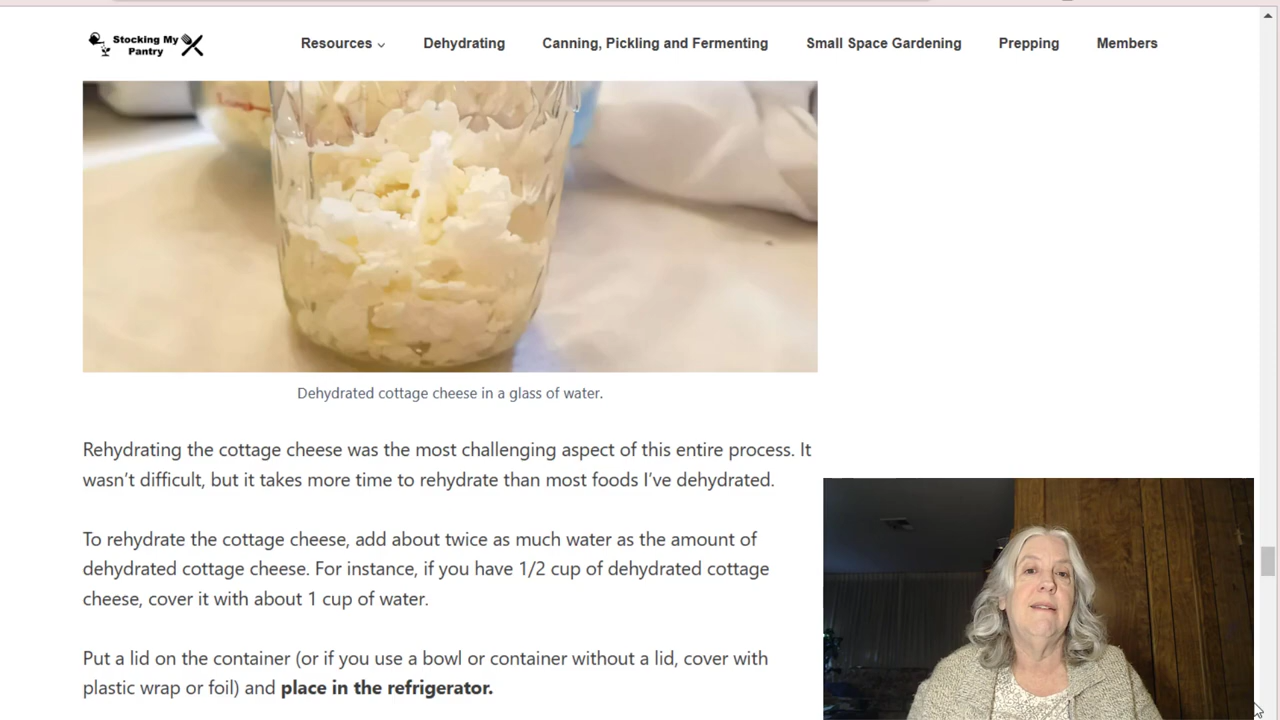 Stocking My
Pantry
Resources
Dehydrating
Canning, Pickling and Fermenting
Small Space Gardening
Prepping
Members
Dehydrated cottage cheese in a glass of water.
Rehydrating the cottage cheese was the most challenging aspect of this entire process. It
wasn’t difficult, but it takes more time to rehydrate than most foods I’ve dehydrated.
To rehydrate the cottage cheese, add about twice as much water as the amount of
dehydrated cottage cheese. For instance, if you have 1/2 cup of dehydrated cottage
cheese, cover it with about 1 cup of water.
Put a lid on the container (or if you use a bowl or container without a lid, cover with
plastic wrap or foil) and place in the refrigerator.